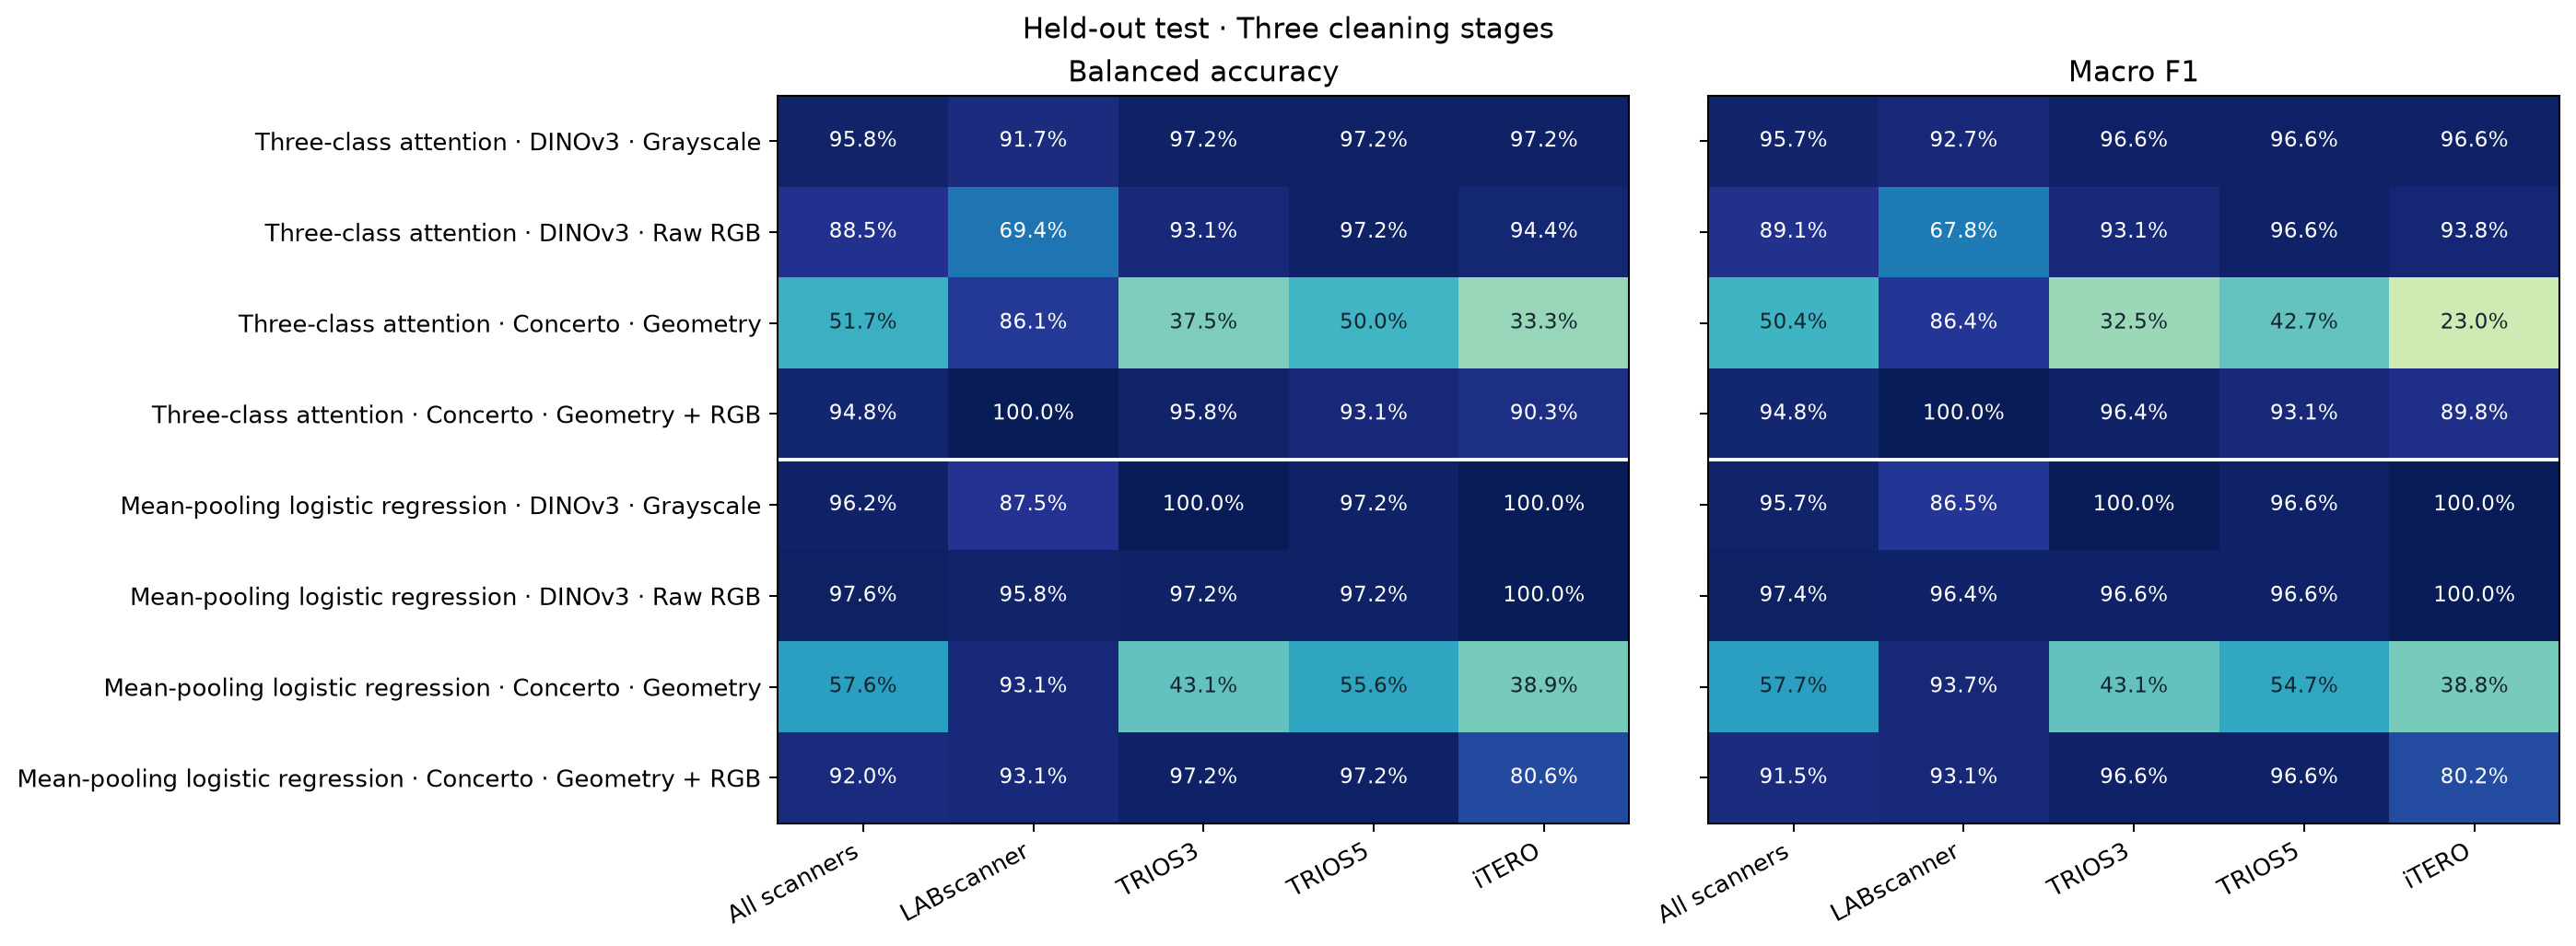 Held-out test · Three cleaning stages
Balanced accuracy
Macro F1
Three-class attention · DINOv3 · Grayscale 95.8% 91.7% 97.2% 97.2% 97.2% 95.7% 92.7% 96.6% 96.6% 96.6%
Three-class attention · DINOv3 · Raw RGB 88.5% 69.4% 93.1% 97.2% 94.4% 89.1% 67.8% 93.1% 96.6% 93.8%
Three-class attention · Concerto · Geometry 51.7% 86.1% 37.5% 50.0% 33.3% 50.4% 86.4% 32.5% 42.7% 23.0%
Three-class attention · Concerto · Geometry + RGB 94.8% 100.0% 95.8% 93.1% 90.3% 94.8% 100.0% 96.4% 93.1% 89.8%
Mean-pooling logistic regression · DINOv3 · Grayscale 96.2% 87.5% 100.0% 97.2% 100.0% 95.7% 86.5% 100.0% 96.6% 100.0%
Mean-pooling logistic regression · DINOv3 · Raw RGB 97.6% 95.8% 97.2% 97.2% 100.0% 97.4% 96.4% 96.6% 96.6% 100.0%
Mean-pooling logistic regression · Concerto · Geometry 57.6% 93.1% 43.1% 55.6% 38.9% 57.7% 93.7% 43.1% 54.7% 38.8%
Mean-pooling logistic regression · Concerto · Geometry + RGB 92.0% 93.1% 97.2% 97.2% 80.6% 91.5% 93.1% 96.6% 96.6% 80.2%
All scanners LABscanner TRIOS3 TRIOS5 iTERO All scanners LABscanner TRIOS3 TRIOS5 iTERO